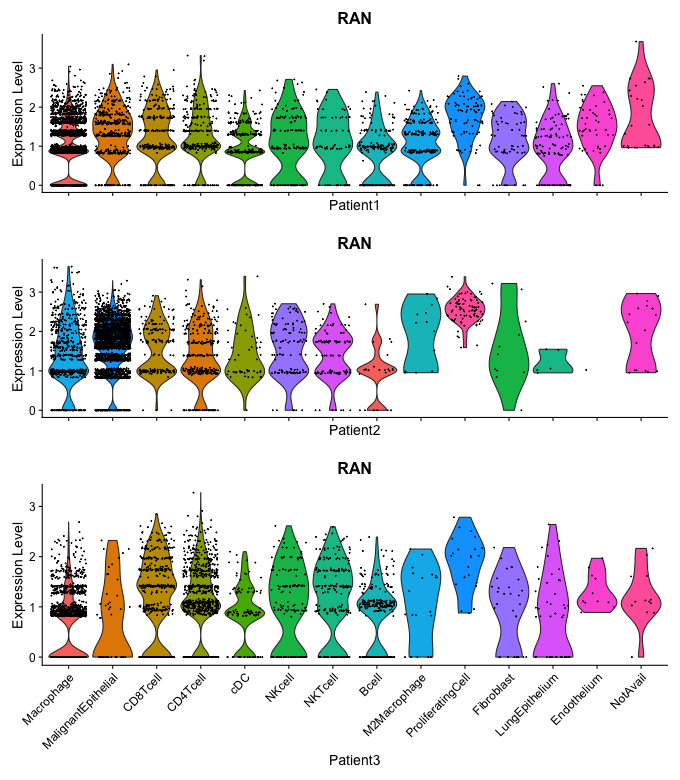 RAN
Expression Level
3
2
1
0
Patient1
RAN
Expression Level
3
2
1
0
Patient2
RAN
Expression Level
3
2
1
0
Macrophage
MalignantEpithelial
CD8Tcell
CD4Tcell
cDC
NKcell
NKTcell
Bcell
M2Macrophage
ProliferatingCell
Fibroblast
LungEpithelium
Endothelium
NotAvail
Patient3